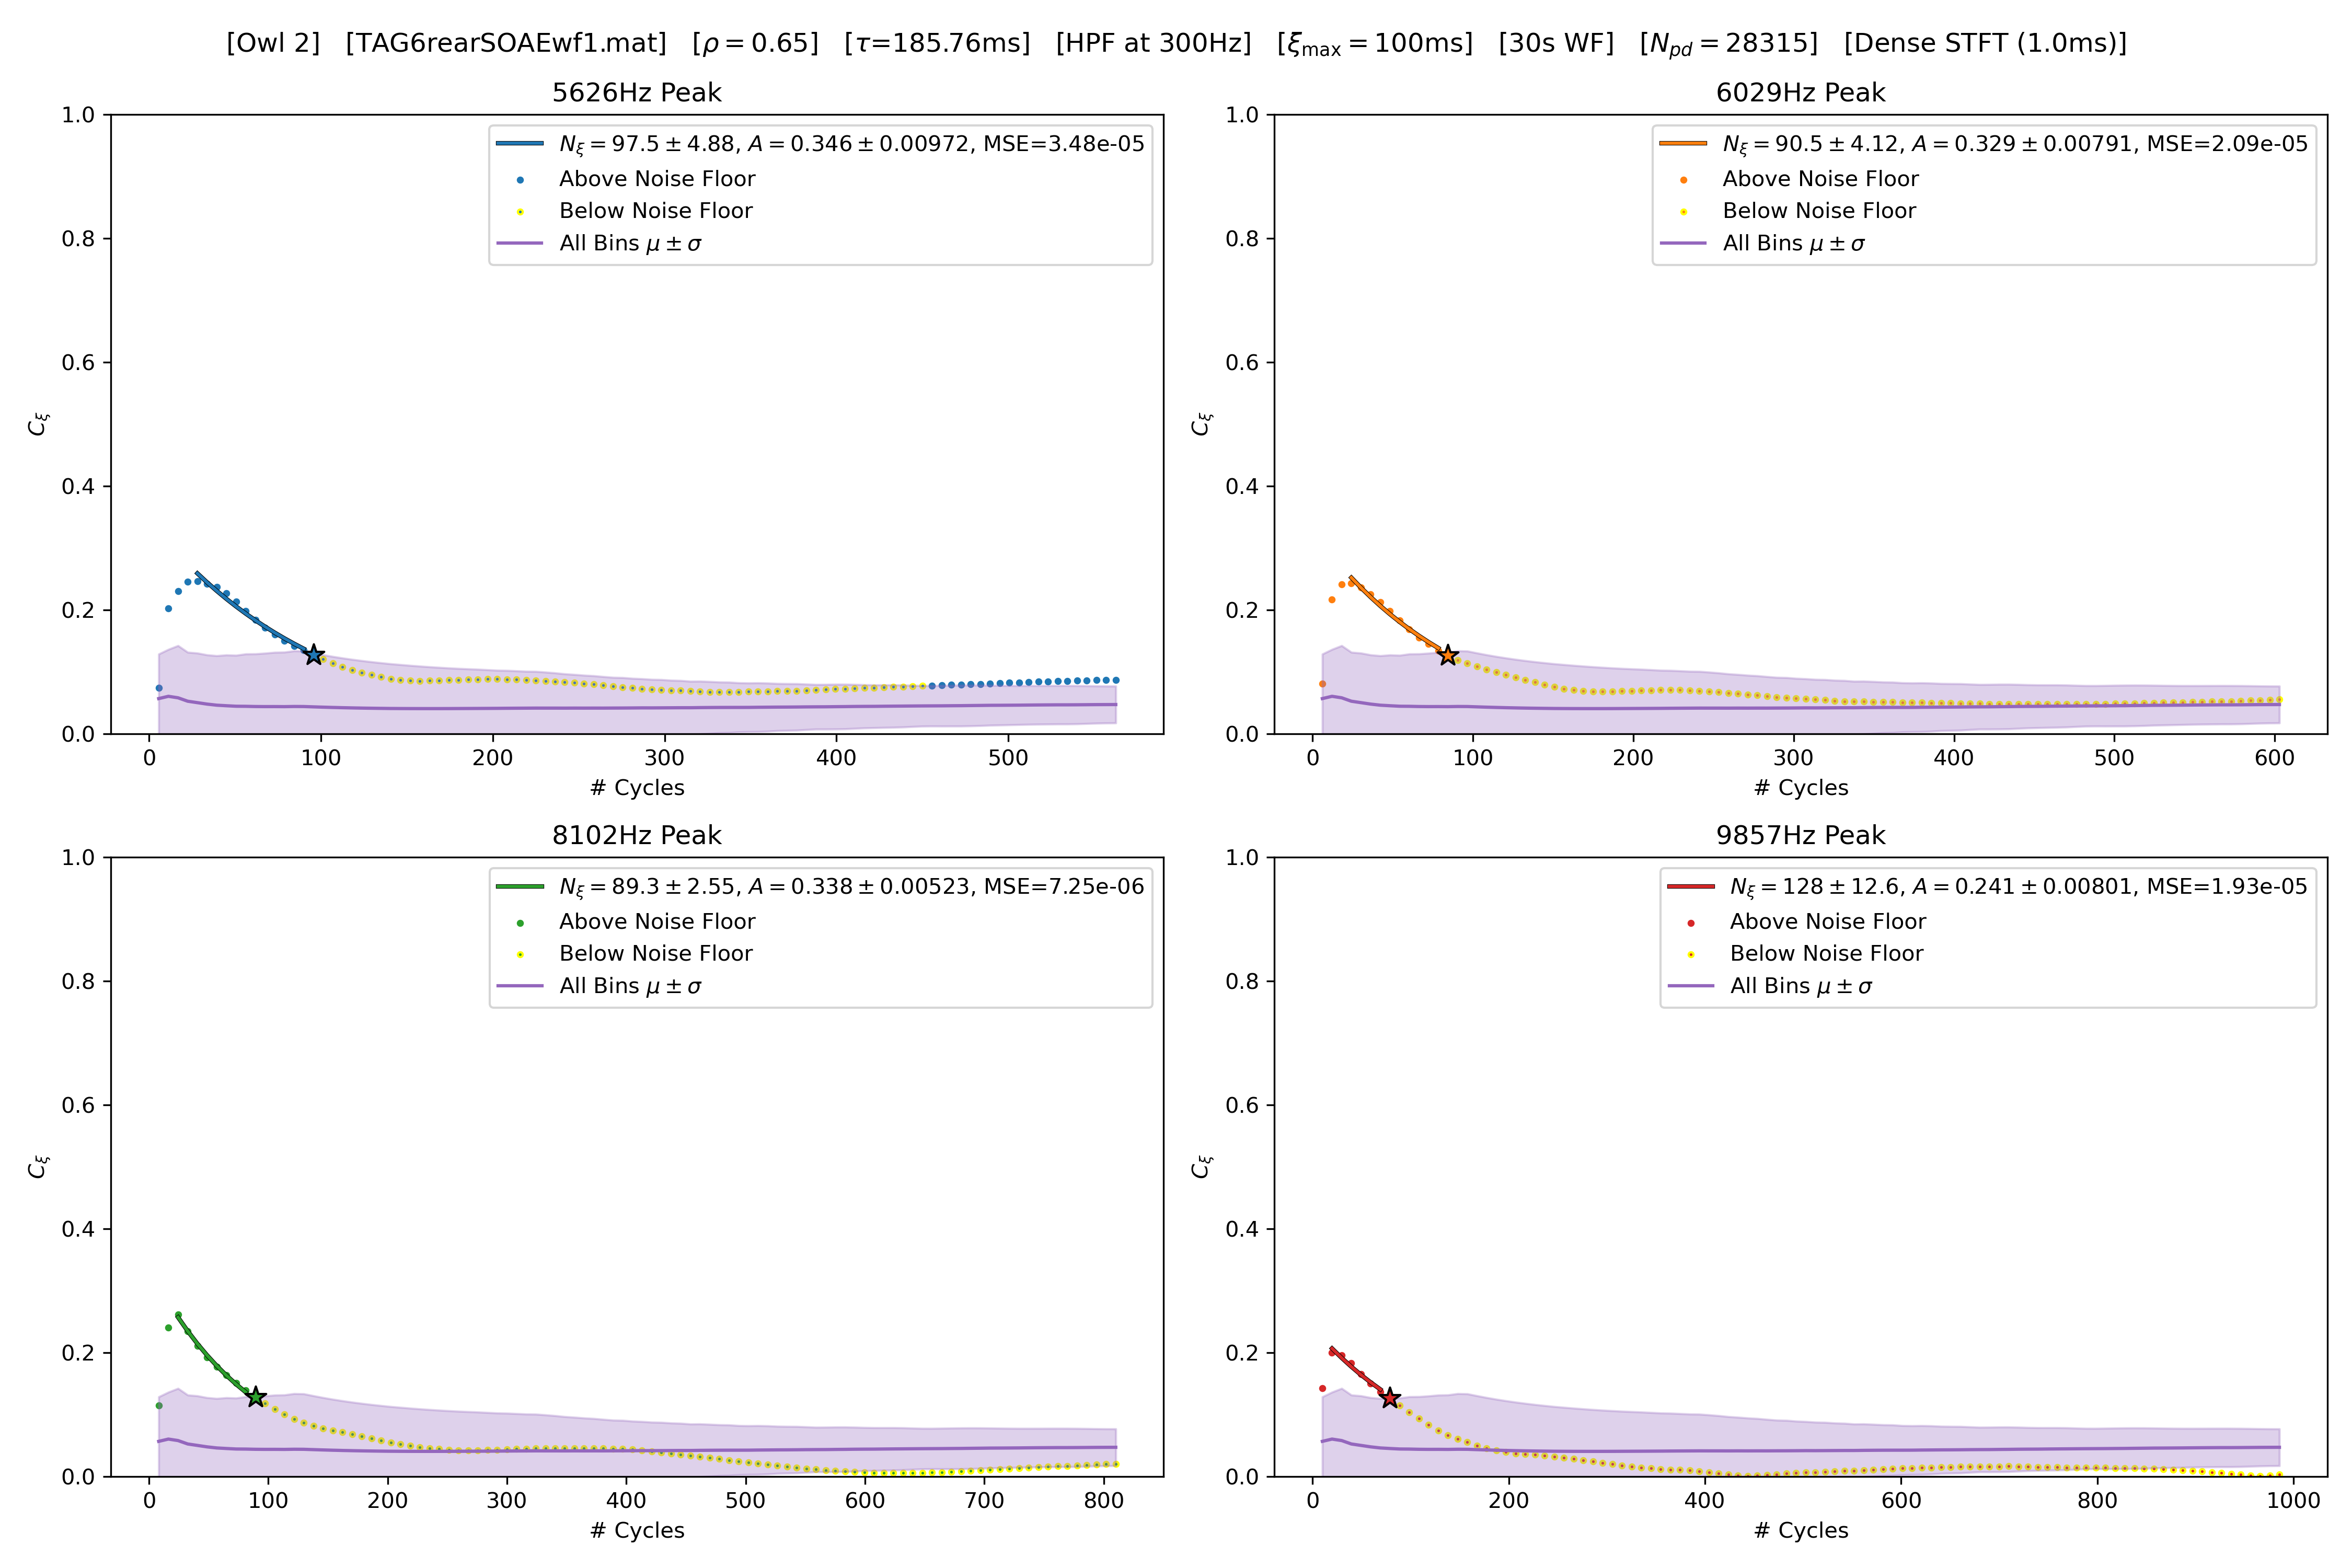 [Owl 2] [TAG6rearSOAEwf1.mat] [ρ = 0.65] [τ=185.76ms] [HPF at 300Hz] [ξmax = 100ms] [30s WF] [Npd = 28315] [Dense STFT (1.0ms)]
5626Hz Peak
Nξ = 97.5 ± 4.88, A = 0.346 ± 0.00972, MSE=3.48e-05
Above Noise Floor
Below Noise Floor
All Bins μ ± σ
1.0
0.8
0.6
0.4
0.2
0.0
Cξ
0 100 200 300 400 500
# Cycles
6029Hz Peak
Nξ = 90.5 ± 4.12, A = 0.329 ± 0.00791, MSE=2.09e-05
Above Noise Floor
Below Noise Floor
All Bins μ ± σ
1.0
0.8
0.6
0.4
0.2
0.0
Cξ
0 100 200 300 400 500 600
# Cycles
8102Hz Peak
Nξ = 89.3 ± 2.55, A = 0.338 ± 0.00523, MSE=7.25e-06
Above Noise Floor
Below Noise Floor
All Bins μ ± σ
1.0
0.8
0.6
0.4
0.2
0.0
Cξ
0 100 200 300 400 500 600 700 800
# Cycles
9857Hz Peak
Nξ = 128 ± 12.6, A = 0.241 ± 0.00801, MSE=1.93e-05
Above Noise Floor
Below Noise Floor
All Bins μ ± σ
1.0
0.8
0.6
0.4
0.2
0.0
Cξ
0 200 400 600 800 1000
# Cycles